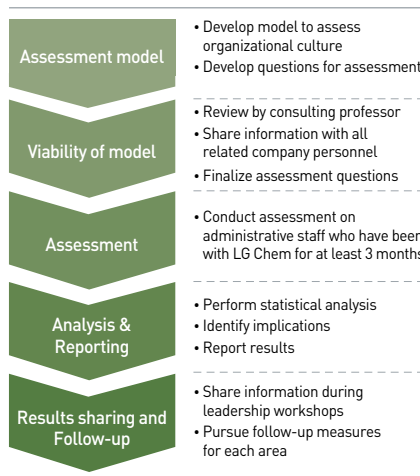 Assessment model
• Develop model to assess
organizational culture
• Develop questions for assessment
Viability of model
• Review by consulting professor
• Share information with all
related company personnel
• Finalize assessment questions
Assessment
• Conduct assessment on
administrative staff who have been
with LG Chem for at least 3 months
Analysis &
Reporting
• Perform statistical analysis
• Identify implications
• Report results
Results sharing and
Follow-up
• Share information during
leadership workshops
• Pursue follow-up measures
for each area